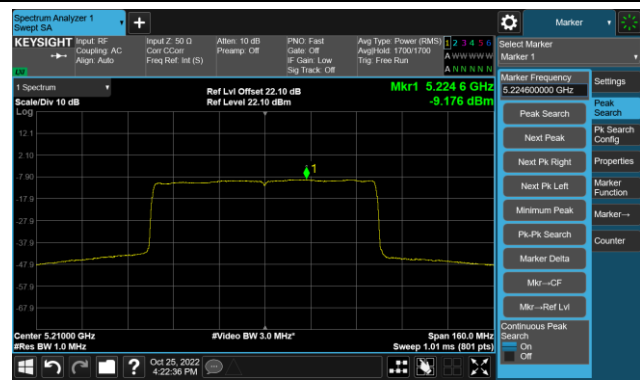 Spectrum Analyzer 1
Swept SA
Marker
KEYSIGHT
Input: RF
Coupling: AC
Align: Auto
Input Z: 50 Ω
Corr CCorr
Freq Ref: Int (S)
Atten: 10 dB
Preamp: Off
PNO: Fast
Gate: Off
IF Gain: Low
Sig Track: Off
Avg Type: Power (RMS)
Avg|Hold: 1700/1700
Trig: Free Run
1 2 3 4 5 6
A W W W W W
A N N N N N
LW
Select Marker
Marker 1
1 Spectrum
Scale/Div 10 dB
Log
Ref Lvl Offset 22.10 dB
Ref Level 22.10 dBm
Mkr1 5.224 6 GHz
-9.176 dBm
12.1
2.10
-7.90
-17.9
-27.9
-37.9
-47.9
-57.9
-67.9
1
Center 5.21000 GHz
#Res BW 1.0 MHz
#Video BW 3.0 MHz*
Span 160.0 MHz
Sweep 1.01 ms (801 pts)
Marker Frequency
5.224600000 GHz
Peak Search
Next Peak
Next Pk Right
Next Pk Left
Minimum Peak
Pk-Pk Search
Marker Delta
Mkr→CF
Mkr→Ref Lvl
Continuous Peak
Search
On
Off
Settings
Peak
Search
Pk Search
Config
Properties
Marker
Function
Marker→
Counter
Oct 25, 2022
4:22:36 PM